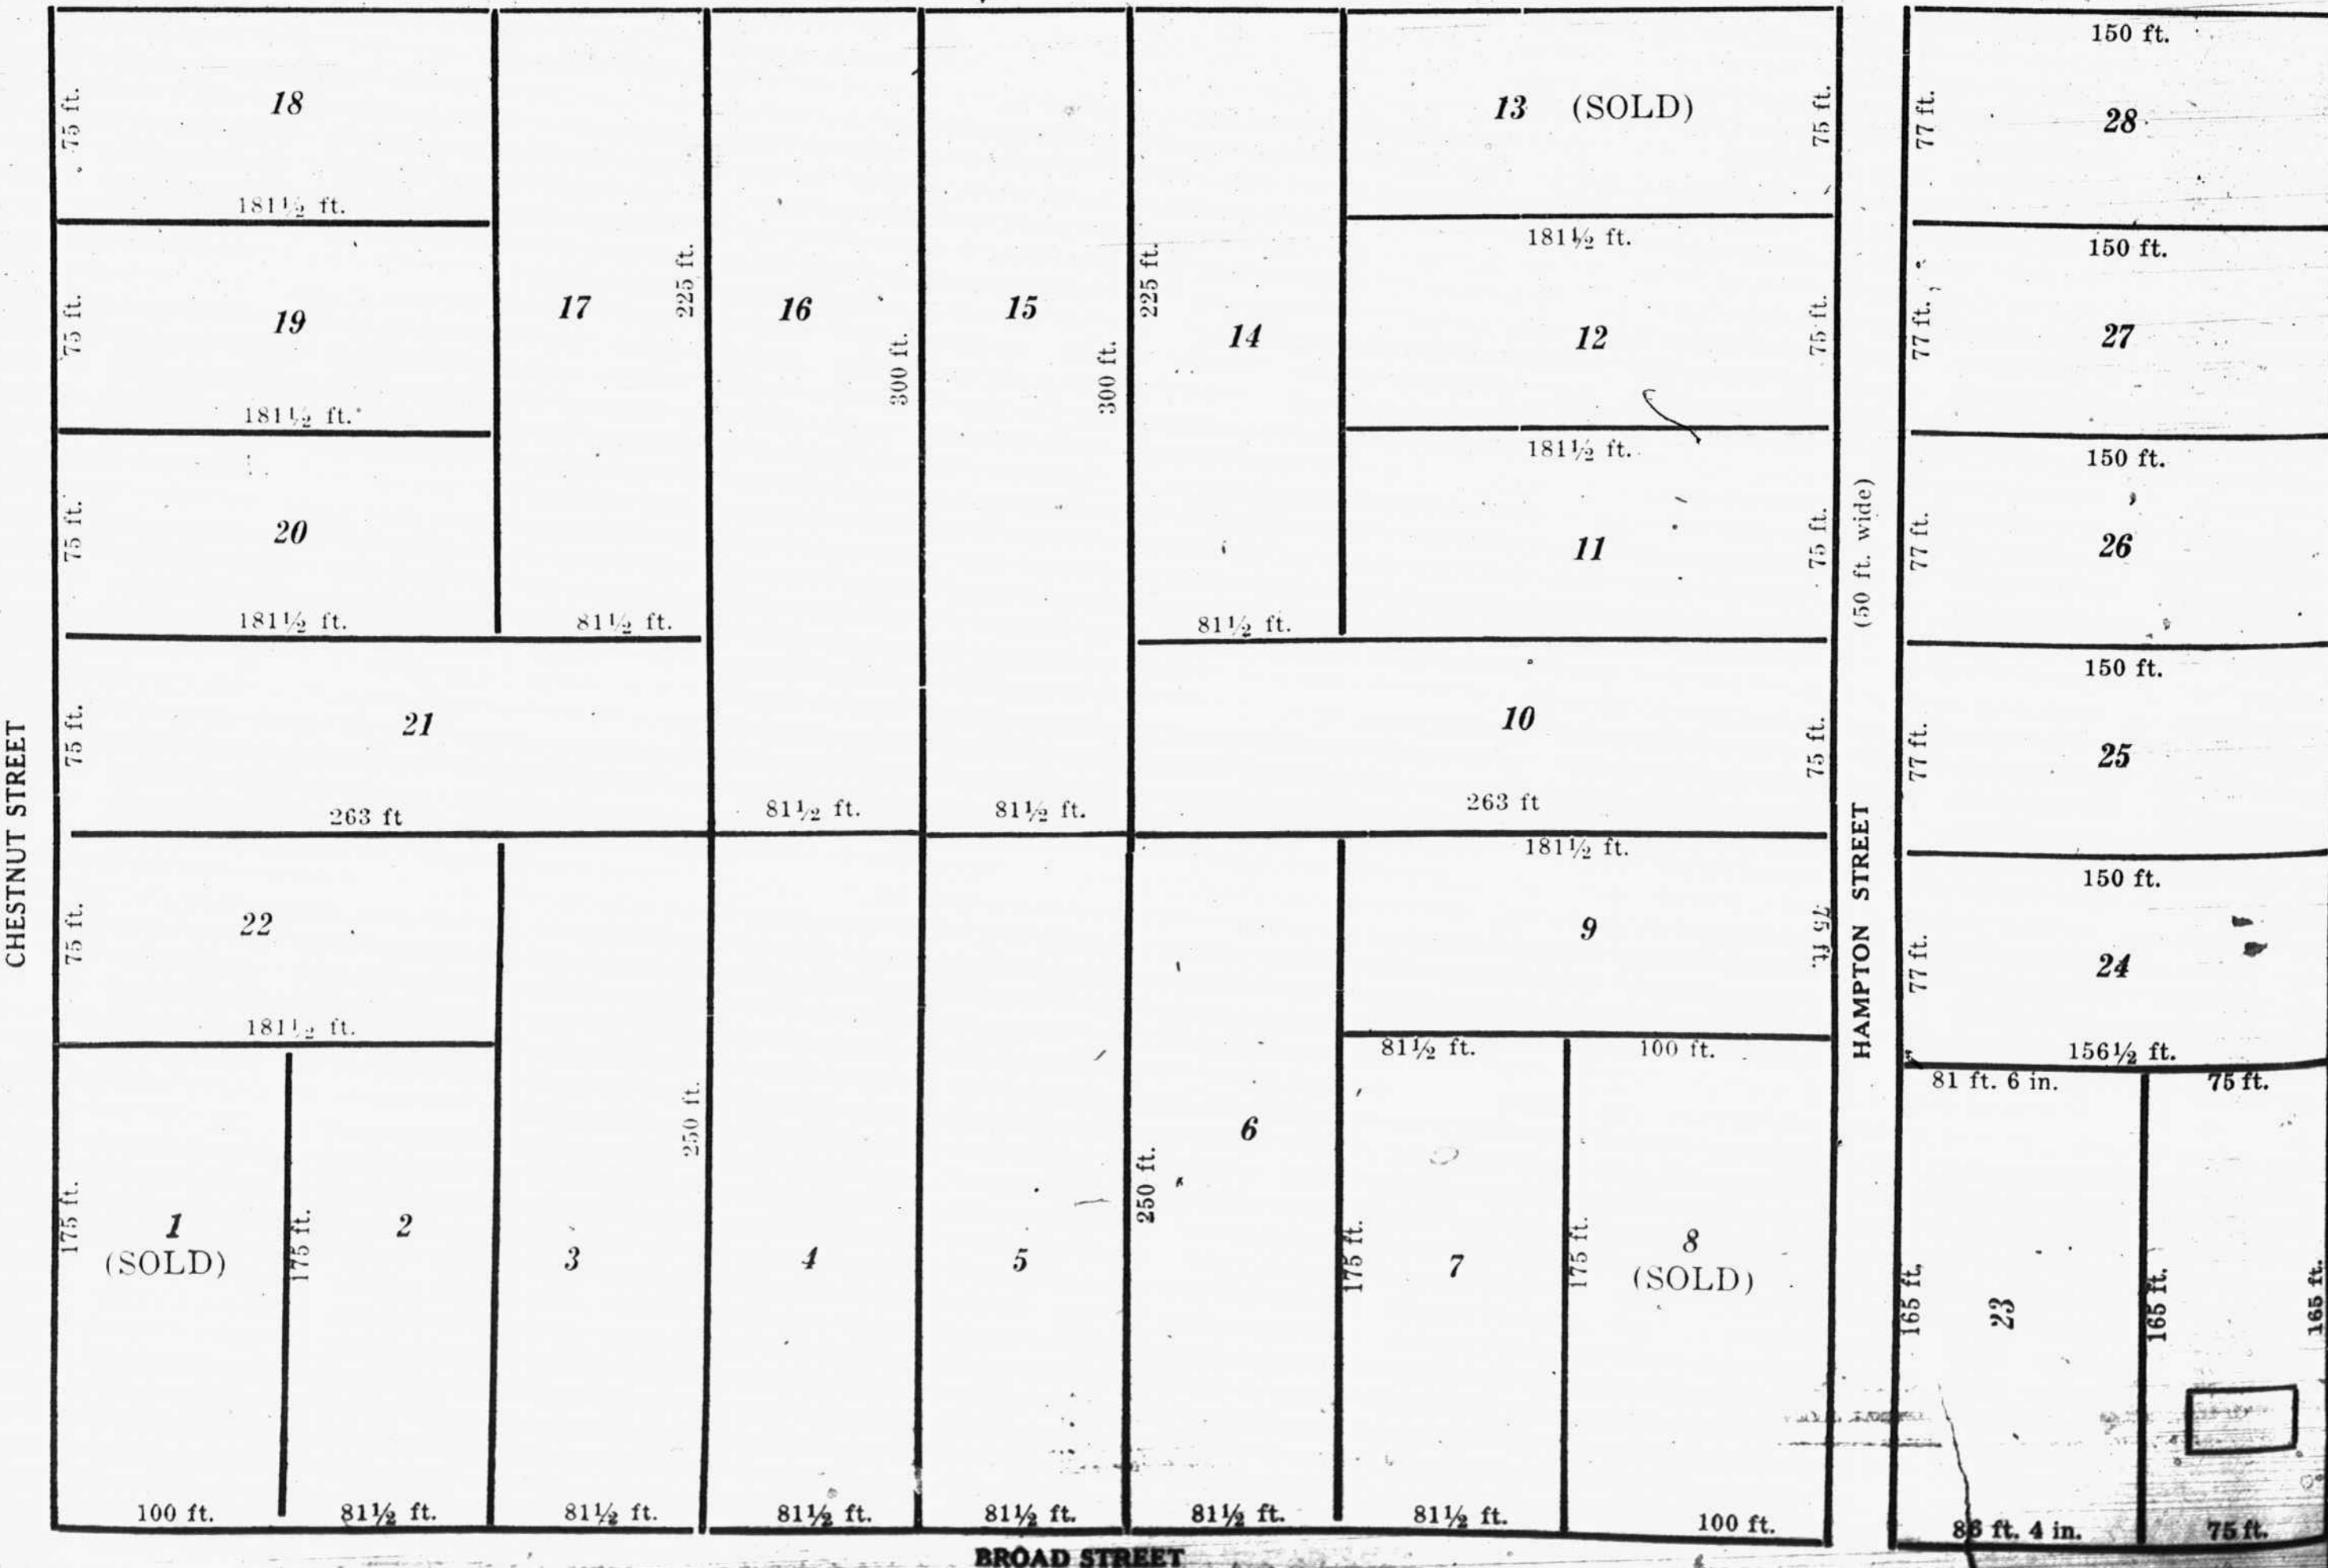 150 ft.
18
75 ft.
13 (SOLD)
75 ft.
77 ft.
28
181½ ft.
181½ ft.
150 ft.
19
75 ft.
17
225 ft.
16
300 ft.
15
300 ft.
225 ft.
14
12
75 ft.
77 ft.
27
181½ ft.
181½ ft.
150 ft.
20
75 ft.
11
75 ft.
(50 ft. wide)
77 ft.
26
181½ ft.
81½ ft.
81½ ft.
150 ft.
CHESTNUT STREET
75 ft.
21
10
75 ft.
77 ft.
25
263 ft
81½ ft.
81½ ft.
263 ft
181½ ft.
HAMPTON STREET
150 ft.
75 ft.
22
9
75 ft.
77 ft.
24
181½ ft.
81½ ft.
100 ft.
156½ ft.
81 ft. 6 in.
75 ft.
250 ft.
6
250 ft.
175 ft.
1
(SOLD)
175 ft.
2
3
4
5
175 ft.
7
175 ft.
8
(SOLD)
165 ft.
23
165 ft.
165 ft.
100 ft.
81½ ft.
81½ ft.
81½ ft.
81½ ft.
81½ ft.
81½ ft.
100 ft.
86 ft. 4 in.
75 ft.
BROAD STREET